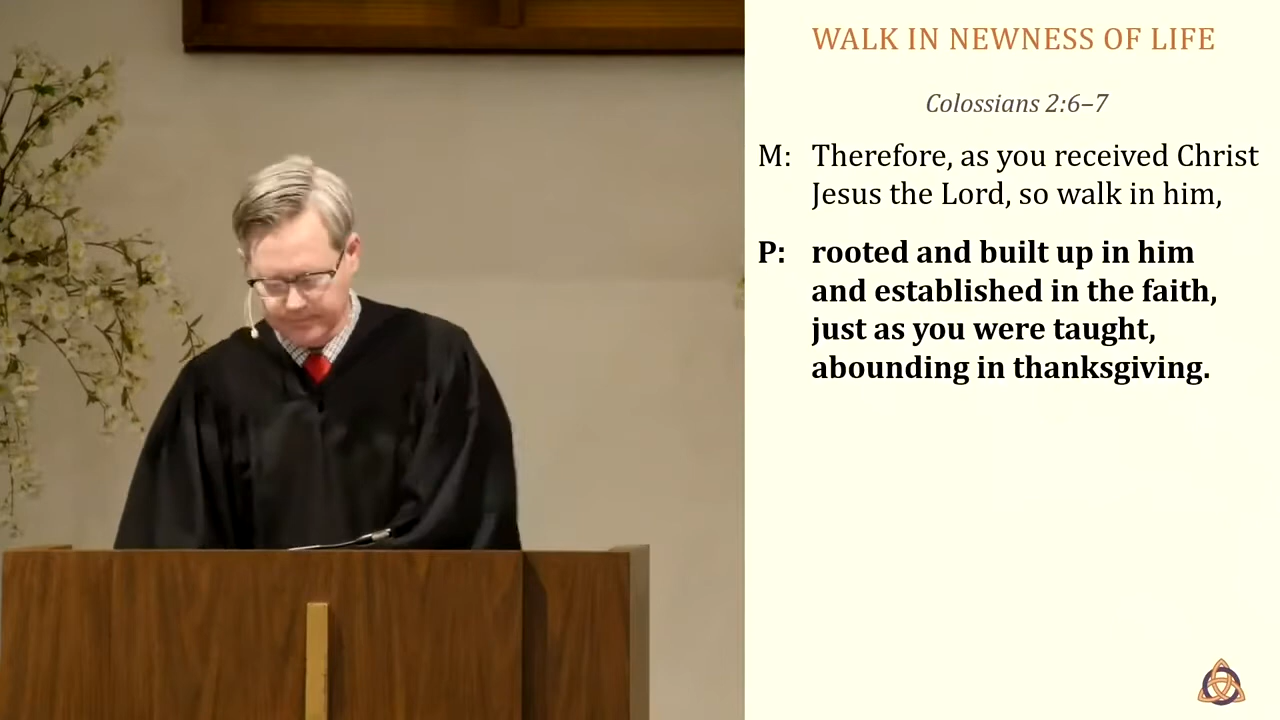 WALK IN NEWNESS OF LIFE
Colossians 2:6–7
M: Therefore, as you received Christ
Jesus the Lord, so walk in him,
P: rooted and built up in him
and established in the faith,
just as you were taught,
abounding in thanksgiving.